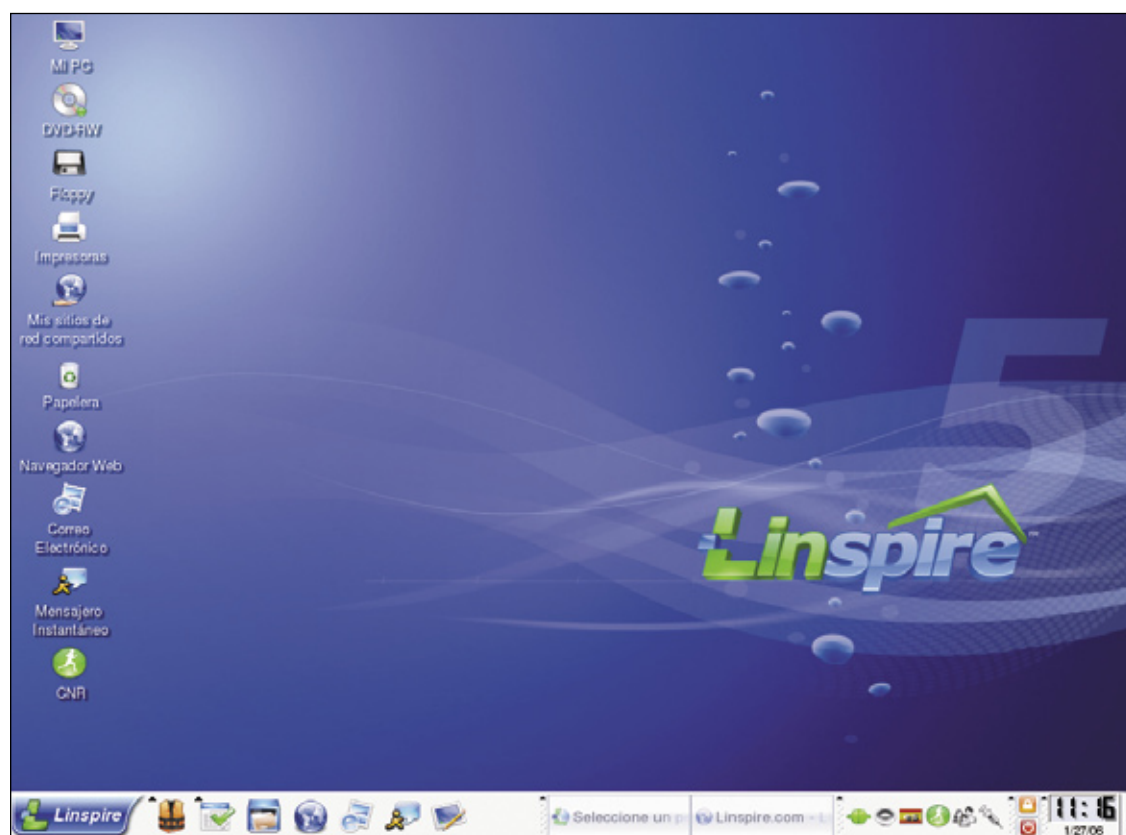 Mi PC
DVD-RW
Floppy
Impresoras
Mis sitios de
red compartidos
Papelera
Navegador Web
Correo
Electrónico
Mensajero
Instantáneo
CNR
5
Linspire
Linspire
Seleccione un
Linspire.com - L
11:16
1/27/06